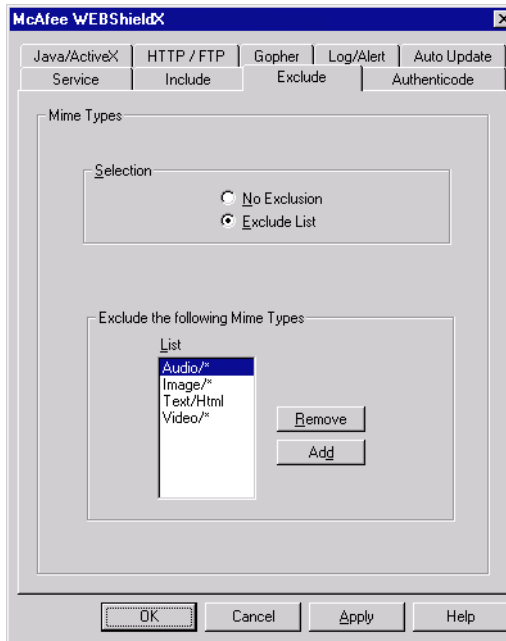 McAfee WEBShieldX
Java/ActiveX HTTP / FTP Gopher Log/Alert Auto Update
Service Include Exclude Authenticode
Mime Types
Selection
No Exclusion
Exclude List
Exclude the following Mime Types
List
Audio/*
Image/*
Text/Html
Video/*
Remove
Add
OK Cancel Apply Help